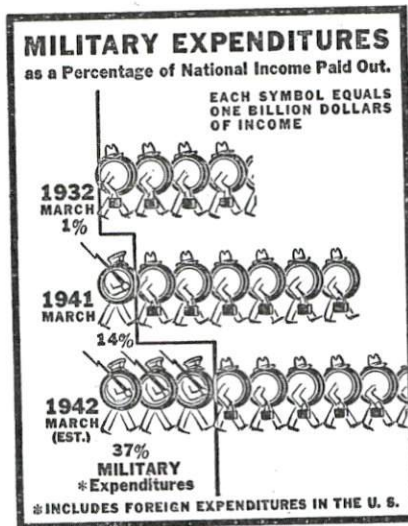 MILITARY EXPENDITURES
as a Percentage of National Income Paid Out.
EACH SYMBOL EQUALS
ONE BILLION DOLLARS
OF INCOME
1932
MARCH
1%
1941
MARCH
14%
1942
MARCH
(EST.)
37%
MILITARY
*Expenditures
*INCLUDES FOREIGN EXPENDITURES IN THE U. S.